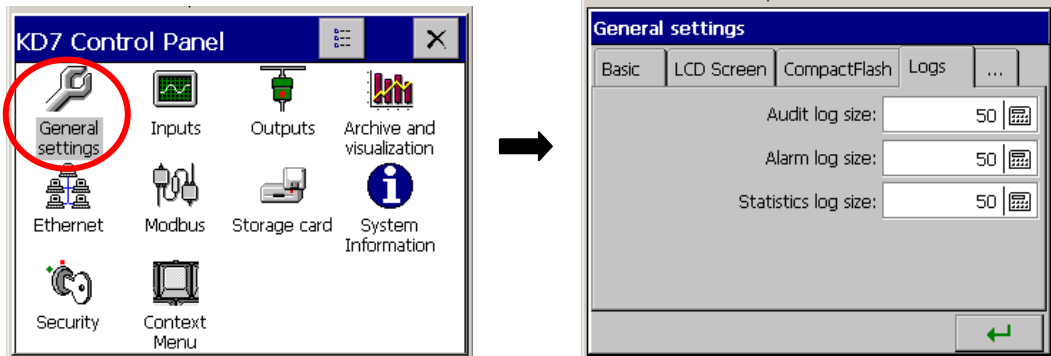 KD7 Control Panel
General
settings
Inputs
Outputs
Archive and
visualization
Ethernet
Modbus
Storage card
System
Information
Security
Context
Menu
General settings
Basic
LCD Screen
CompactFlash
Logs
...
Audit log size: 50
Alarm log size: 50
Statistics log size: 50